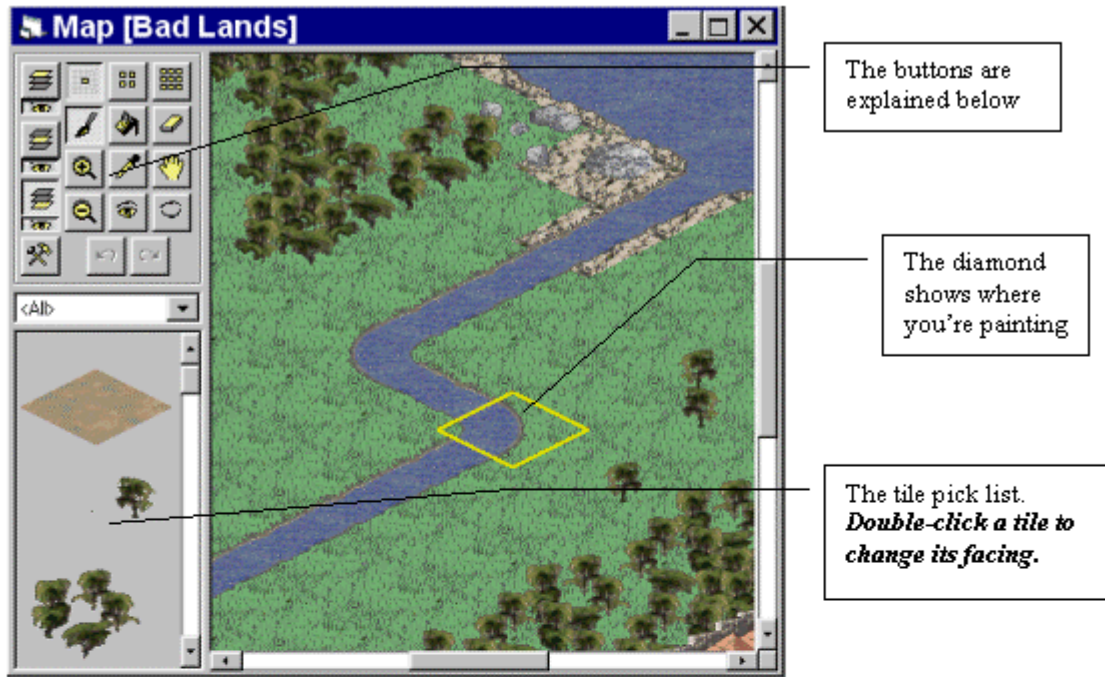 Map [Bad Lands]
<All>
The buttons are
explained below
The diamond
shows where
you're painting
The tile pick list.
Double-click a tile to
change its facing.